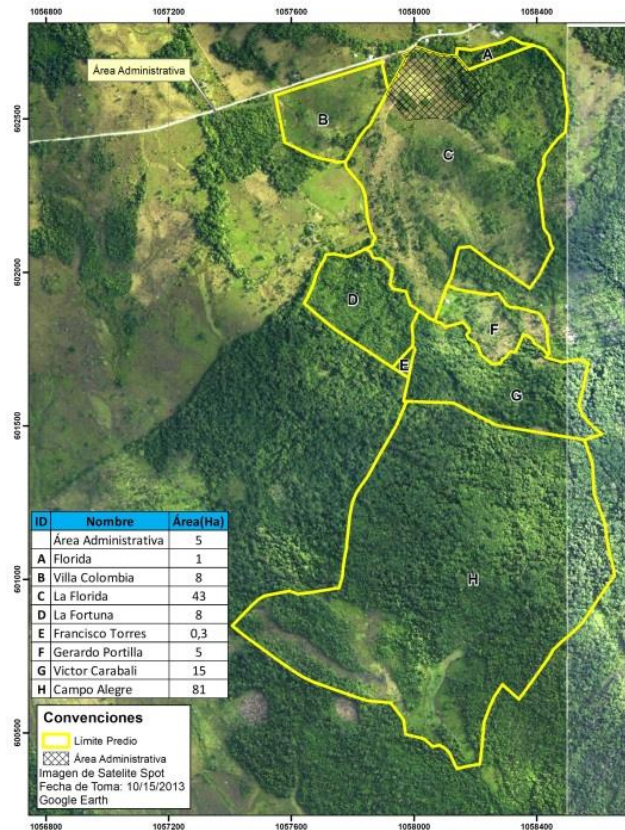 1056800 1057200 1057600 1058000 1058400
Área Administrativa
A
B
C
602500
602000
D
F
E
G
601500
H
601000
600500
ID Nombre Área(Ha)
Área Administrativa 5
A Florida 1
B Villa Colombia 8
C La Florida 43
D La Fortuna 8
E Francisco Torres 0,3
F Gerardo Portilla 5
G Victor Carabali 15
H Campo Alegre 81
Convenciones
Límite Predio
Área Administrativa
Imagen de Satelite Spot
Fecha de Toma: 10/15/2013
Google Earth
1056800 1057200 1057600 1058000 1058400